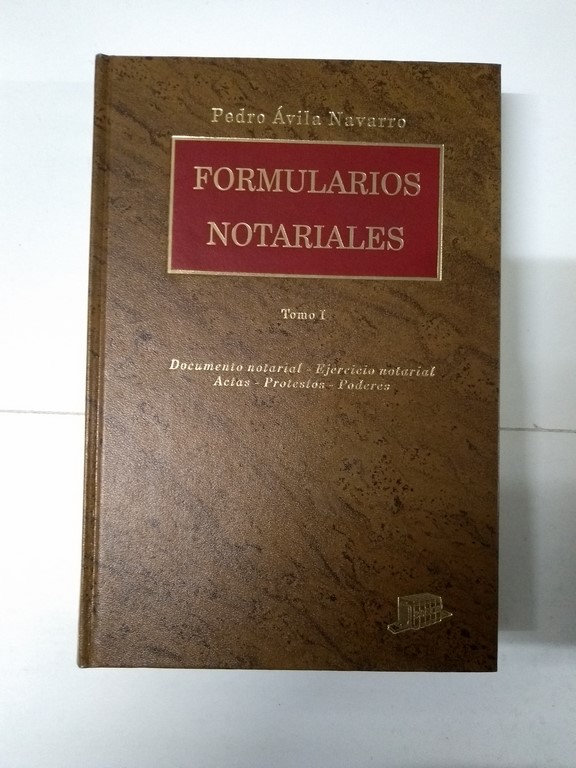 Pedro Ávila Navarro
FORMULARIOS
NOTARIALES
Tomo I
Documento notarial - Ejercicio notarial
Actas - Protestos - Poderes